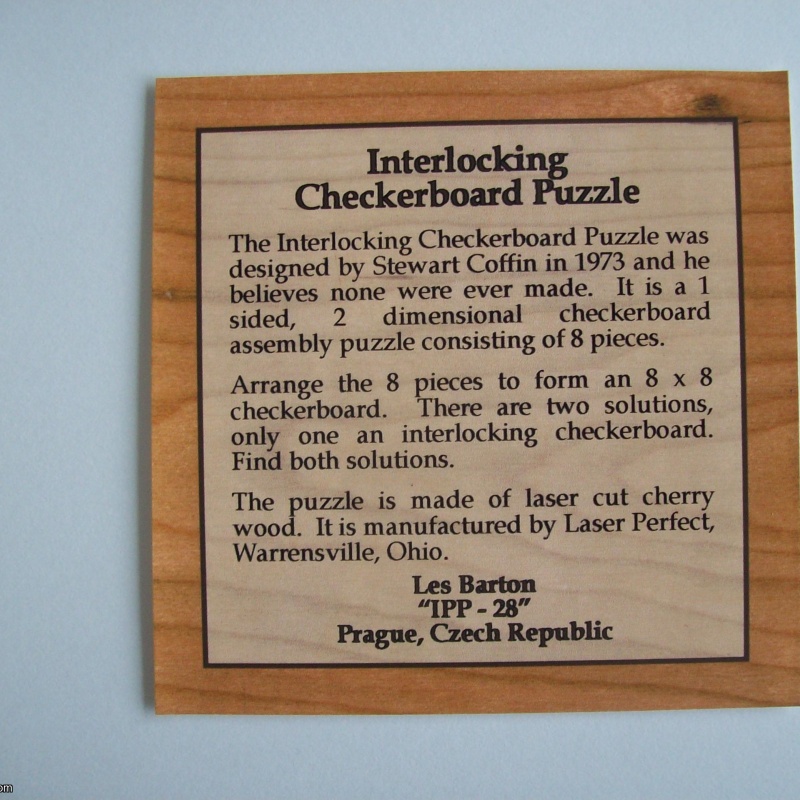 Interlocking
Checkerboard Puzzle
The Interlocking Checkerboard Puzzle was
designed by Stewart Coffin in 1973 and he
believes none were ever made. It is a 1
sided, 2 dimensional checkerboard
assembly puzzle consisting of 8 pieces.
Arrange the 8 pieces to form an 8 x 8
checkerboard. There are two solutions,
only one an interlocking checkerboard.
Find both solutions.
The puzzle is made of laser cut cherry
wood. It is manufactured by Laser Perfect,
Warrensville, Ohio.
Les Barton
“IPP - 28”
Prague, Czech Republic